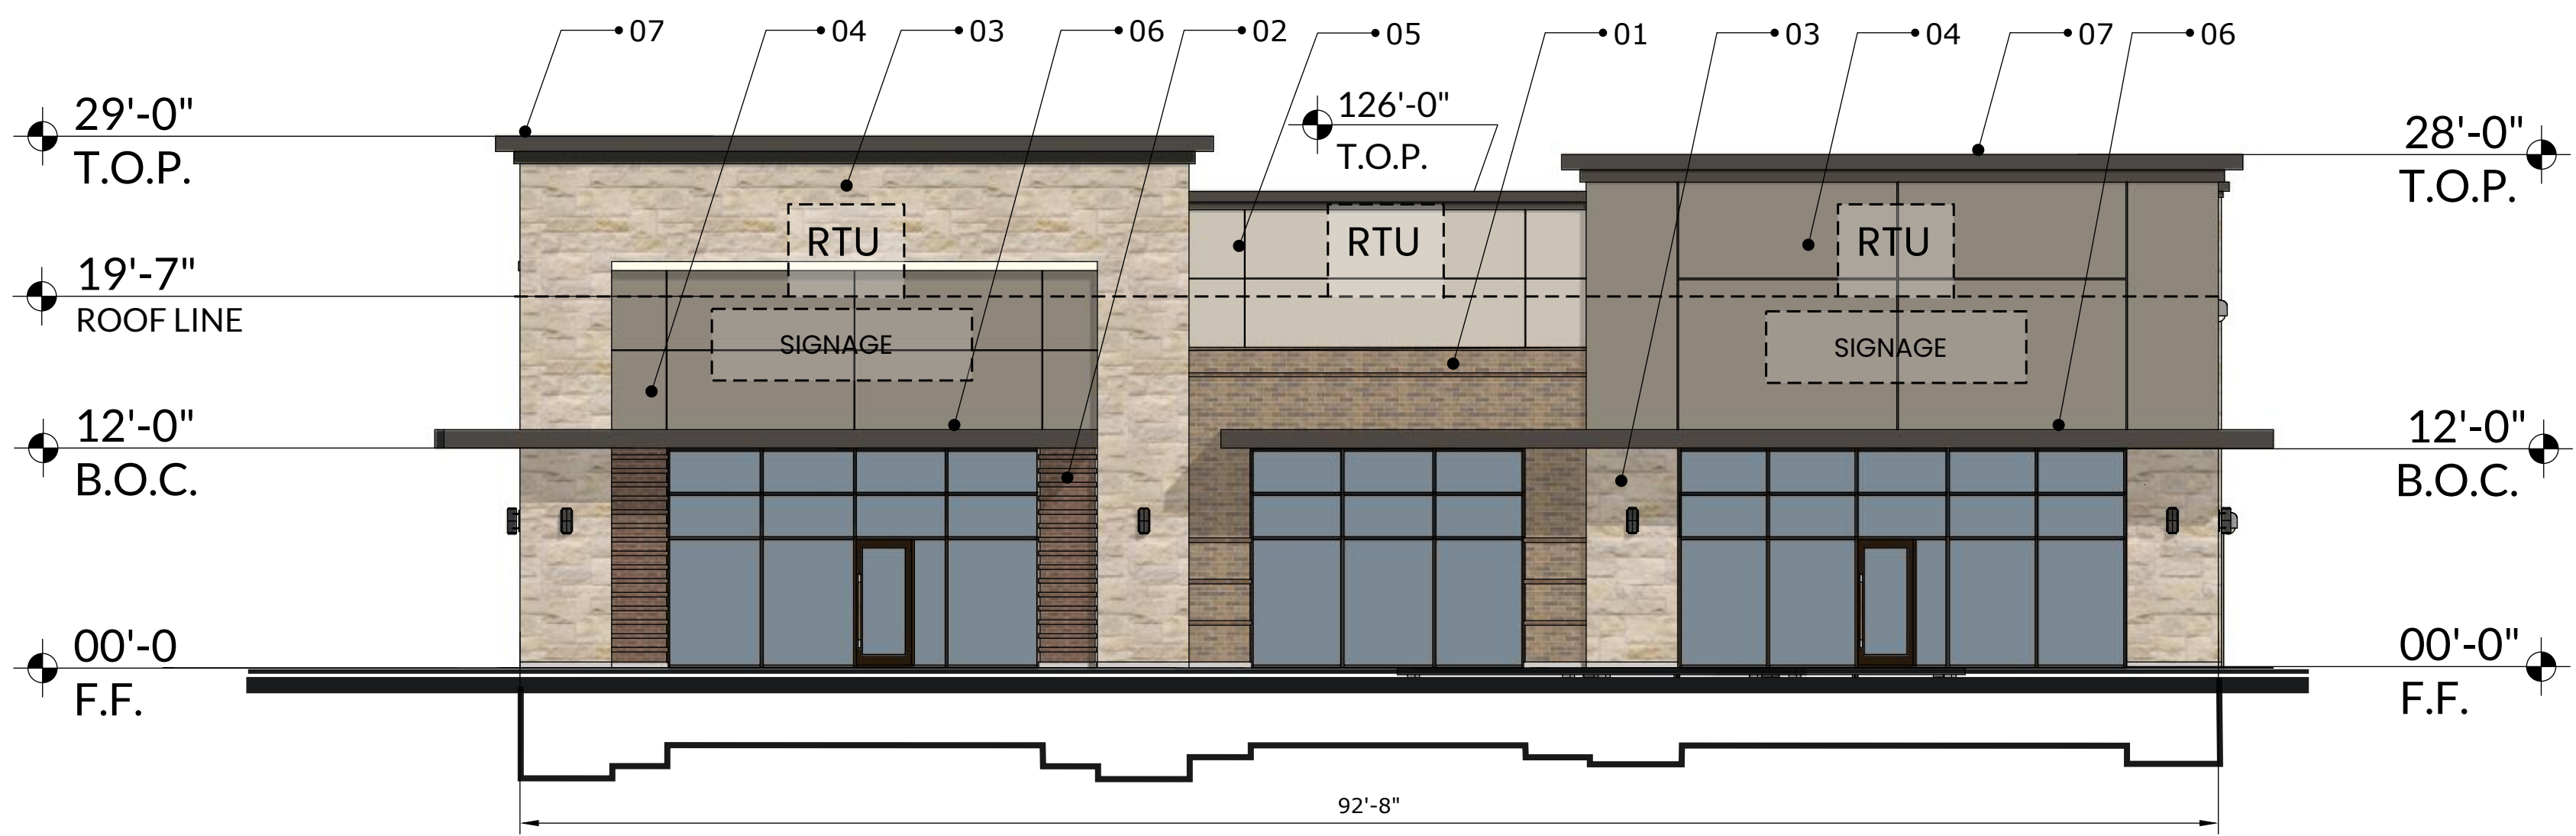 07
04
03
06
02
05
01
03
04
07
06
29'-0"
T.O.P.
126'-0"
T.O.P.
28'-0"
T.O.P.
RTU
RTU
RTU
19'-7"
ROOF LINE
SIGNAGE
SIGNAGE
12'-0"
B.O.C.
12'-0"
B.O.C.
00'-0
F.F.
00'-0"
F.F.
92'-8"